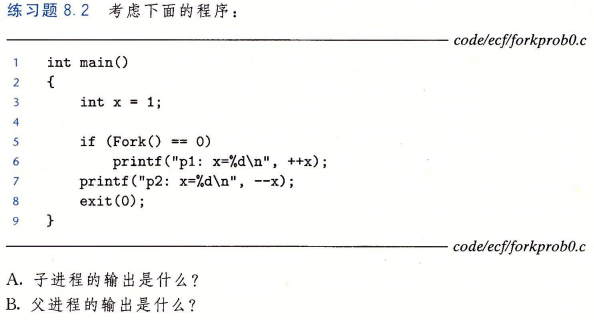 练习题 8.2 考虑下面的程序：
code/ecf/forkprob0.c
1 int main()
2 {
3 int x = 1;
4
5 if (Fork() == 0)
6 printf("p1: x=%d\n", ++x);
7 printf("p2: x=%d\n", --x);
8 exit(0);
9 }
code/ecf/forkprob0.c
A. 子进程的输出是什么？
B. 父进程的输出是什么？